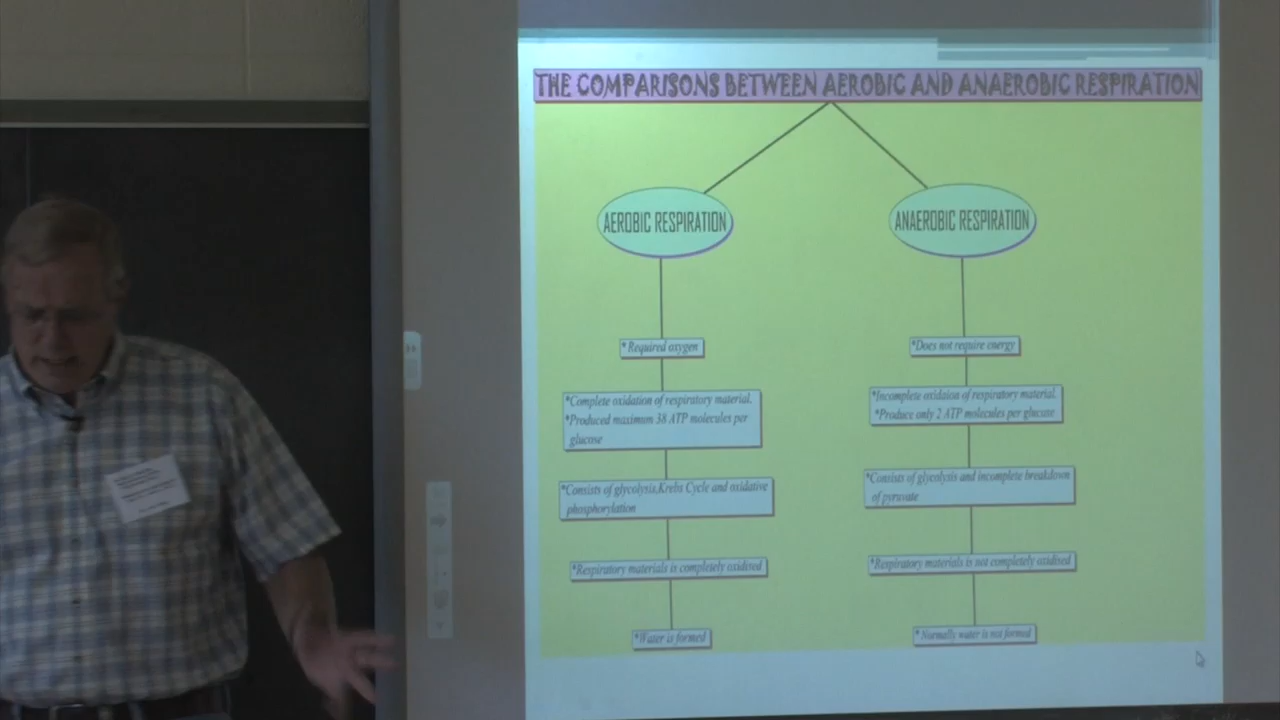 THE COMPARISONS BETWEEN AEROBIC AND ANAEROBIC RESPIRATION
AEROBIC RESPIRATION
*Required oxygen
*Complete oxidation of respiratory material.
*Produced maximum 38 ATP molecules per
glucose
*Consists of glycolysis,Krebs Cycle and oxidative
phosphorylation
*Respiratory materials is completely oxidised
*Water is formed
ANAEROBIC RESPIRATION
*Does not require energy
*Incomplete oxidaion of respiratory material.
*Produce only 2 ATP molecules per glucose
*Consists of glycolysis and incomplete breakdown
of pyruvate
*Respiratory materials is not completely oxidised
* Normally water is not formed